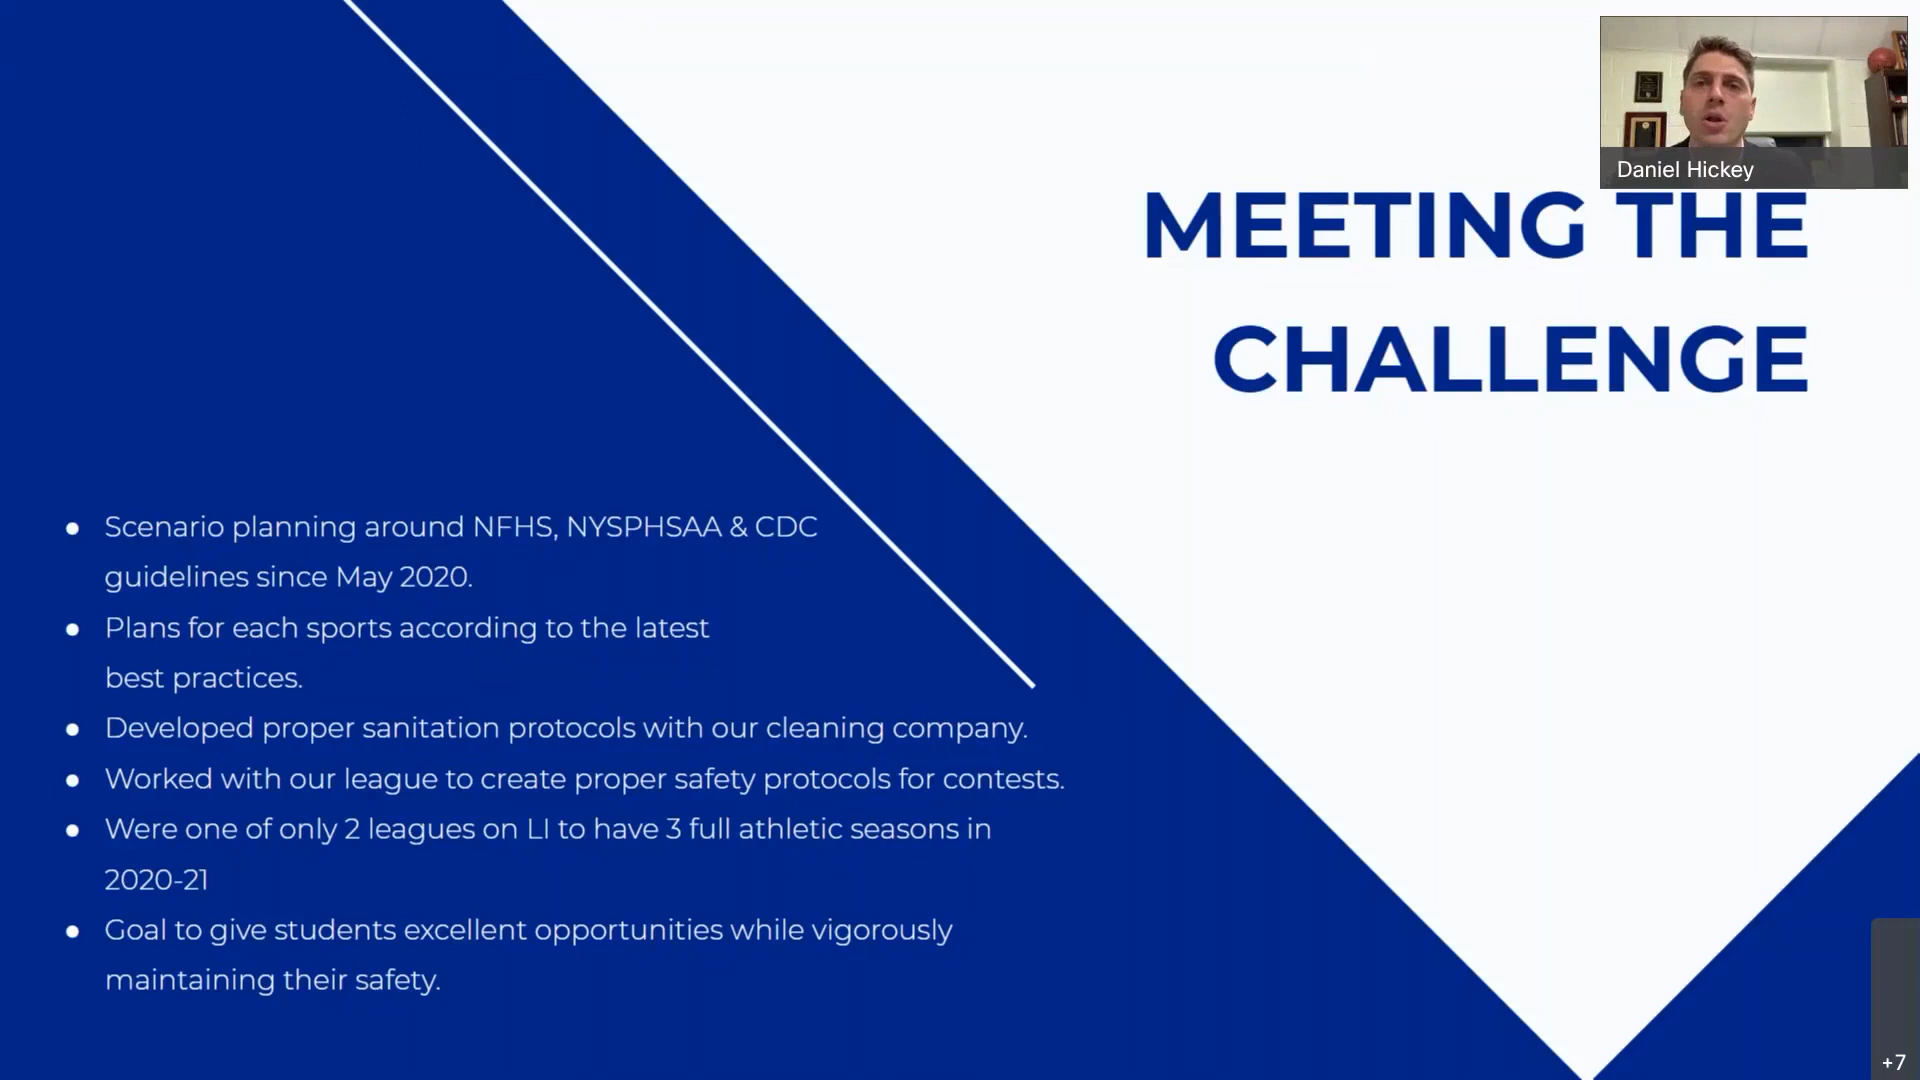 Daniel Hickey
MEETING THE
CHALLENGE
● Scenario planning around NFHS, NYSPHSAA & CDC
guidelines since May 2020.
● Plans for each sports according to the latest
best practices.
● Developed proper sanitation protocols with our cleaning company.
● Worked with our league to create proper safety protocols for contests.
● Were one of only 2 leagues on LI to have 3 full athletic seasons in
2020-21
● Goal to give students excellent opportunities while vigorously
maintaining their safety.
+7